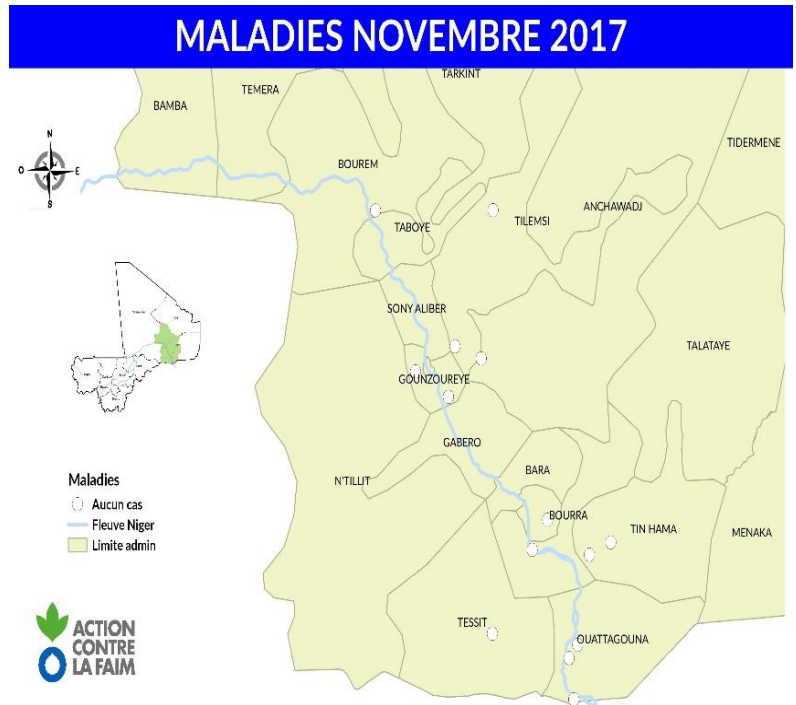 MALADIES NOVEMBRE 2017
TARKINT
TEMERA
BAMBA
TIDERMENE
N
O
E
S
BOUREM
ANCHAWADJ
TILEMSI
TABOYE
SONY ALIBER
TALATAYE
GOUNZOUREYE
GABERO
BARA
N'TILLIT
Maladies
Aucun cas
Fleuve Niger
Limite admin
BOURRA
TIN HAMA
MENAKA
TESSIT
OUATTAGOUNA
ACTION
CONTRE
LA FAIM